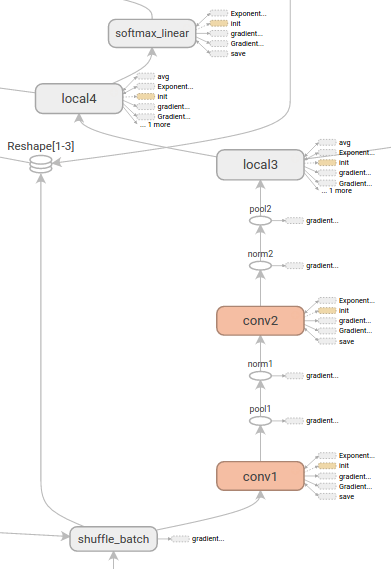 softmax_linear
Exponent...
init
gradient...
Gradient...
save
local4
avg
Exponent...
init
gradient...
Gradient...
... 1 more
Reshape[1-3]
local3
avg
Exponent...
init
gradient...
Gradient...
... 1 more
pool2
gradient...
norm2
gradient...
conv2
Exponent...
init
gradient...
Gradient...
save
norm1
gradient...
pool1
gradient...
conv1
Exponent...
init
gradient...
Gradient...
save
shuffle_batch
gradient...